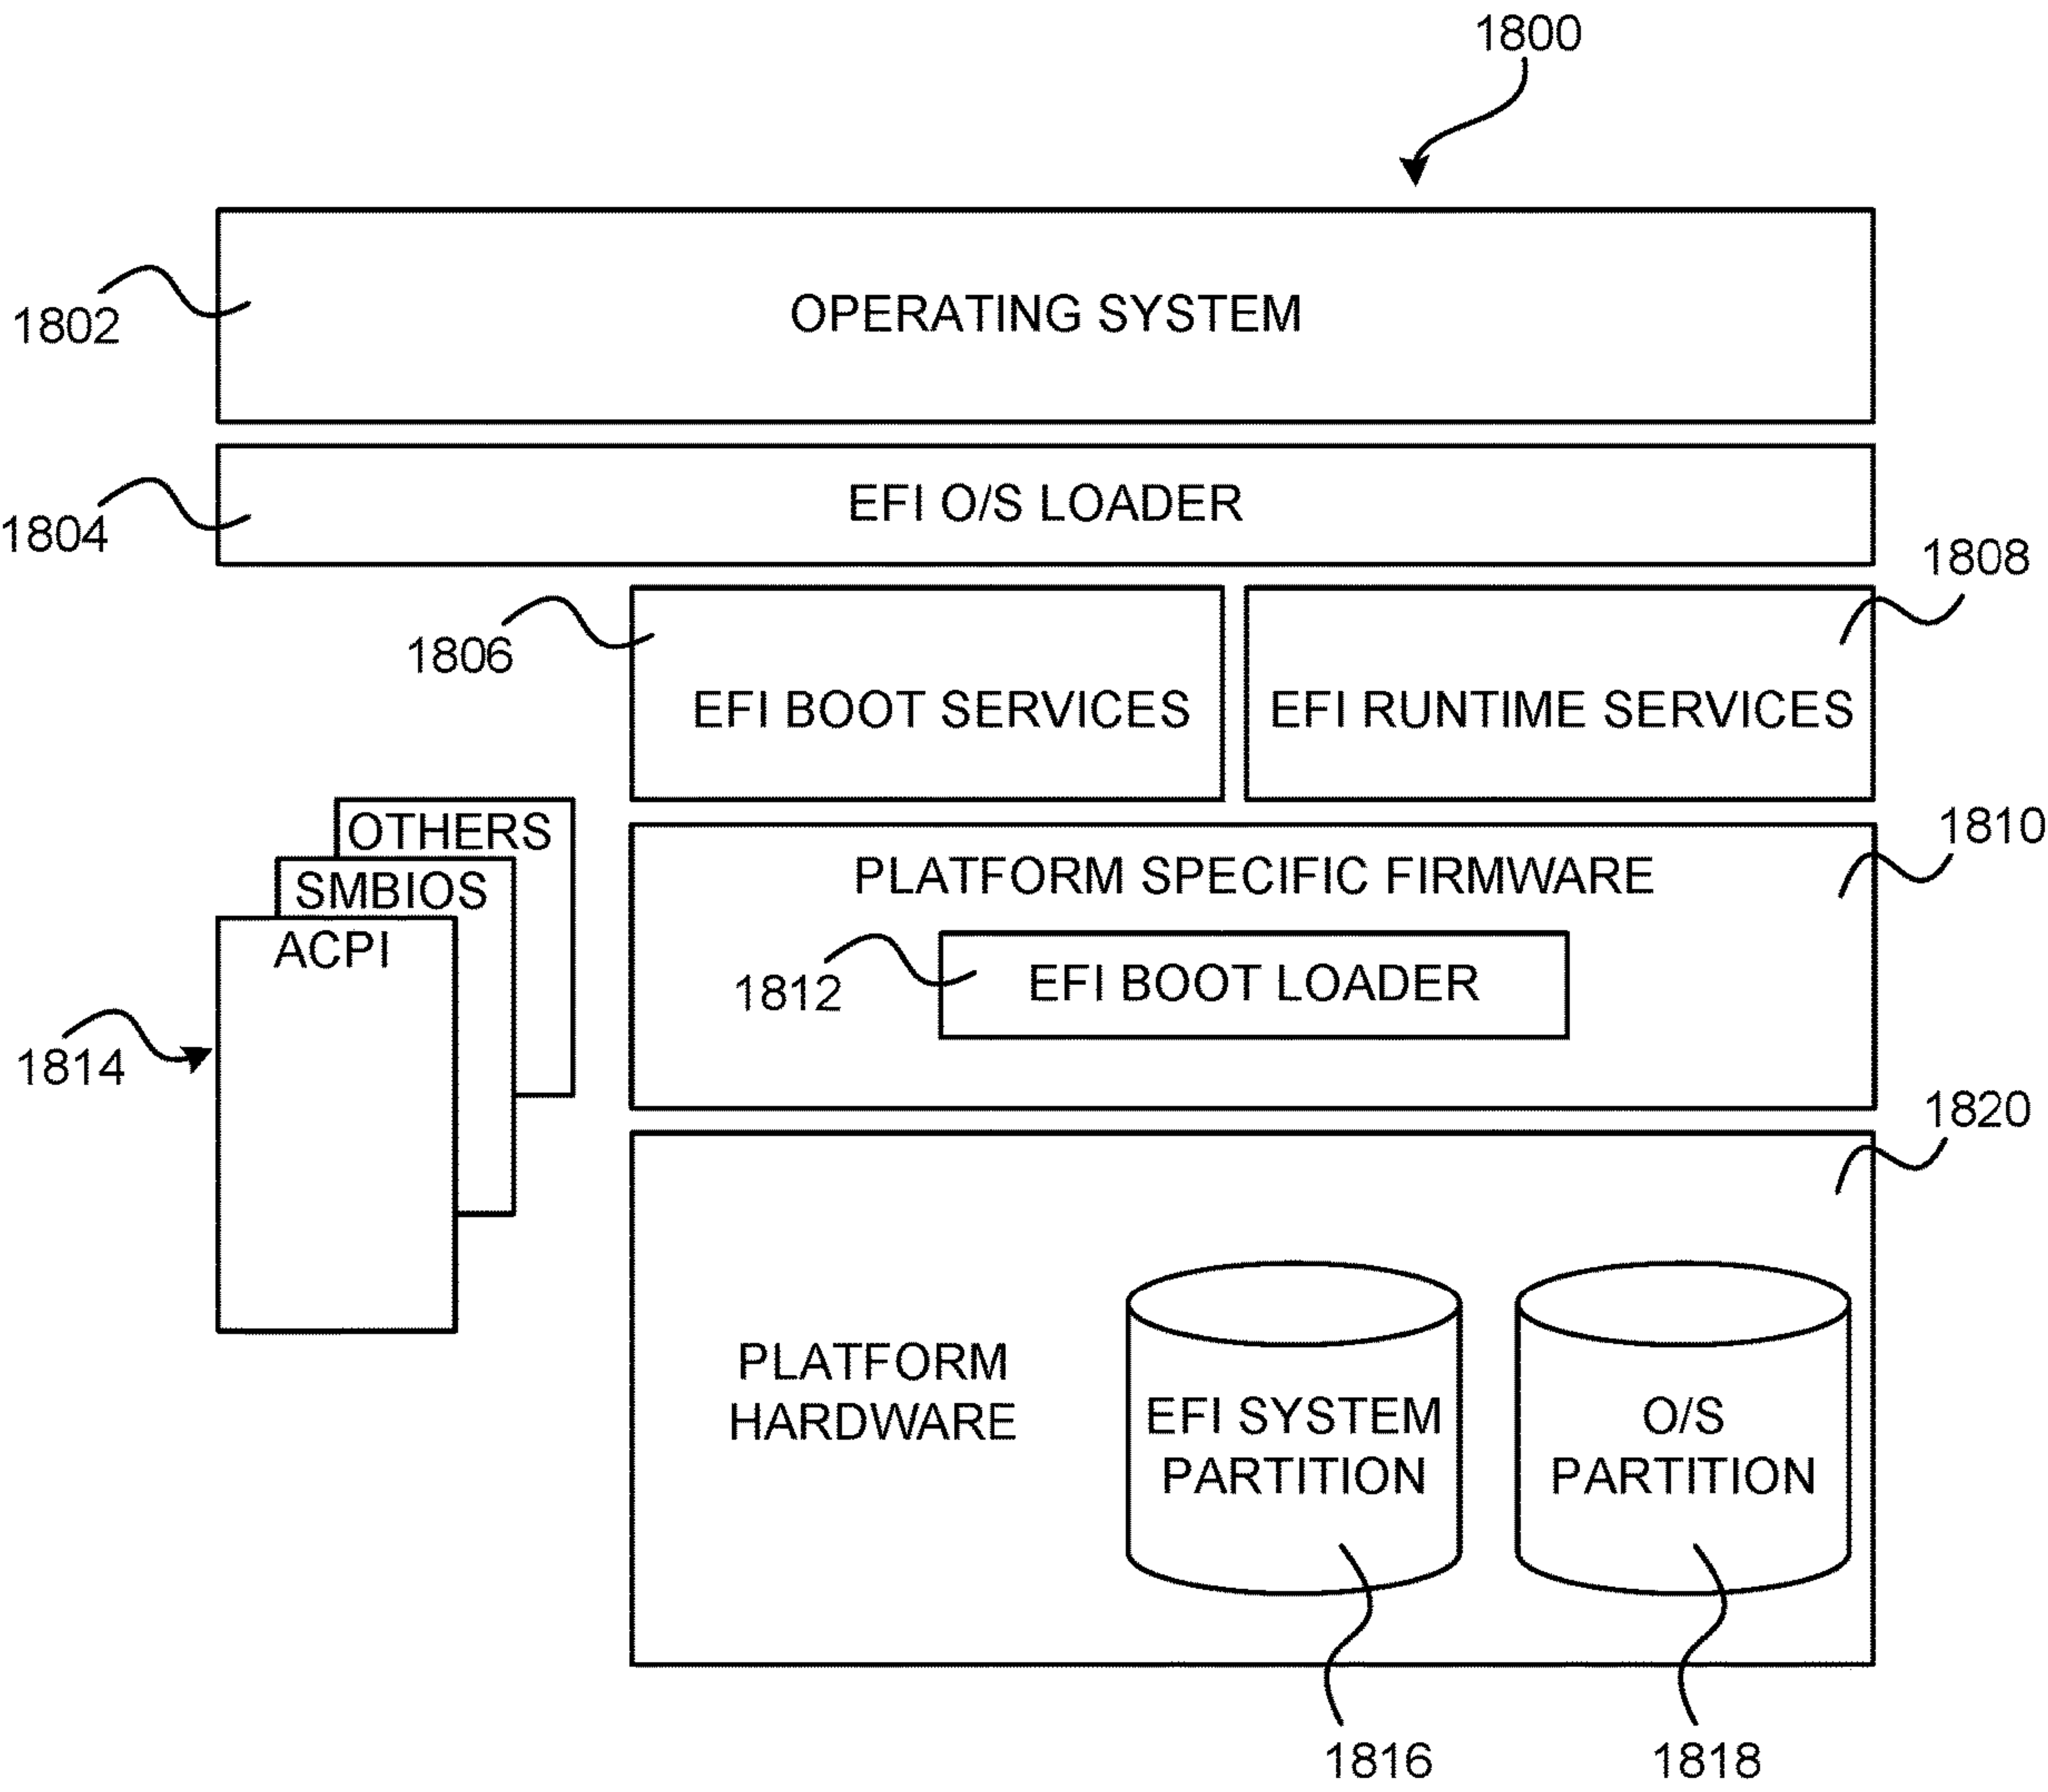 1800
OPERATING SYSTEM
1802
EFI O/S LOADER
1804
1808
1806
EFI BOOT SERVICES
EFI RUNTIME SERVICES
OTHERS
SMBIOS
ACPI
1810
PLATFORM SPECIFIC FIRMWARE
1812
EFI BOOT LOADER
1814
1820
PLATFORM
HARDWARE
EFI SYSTEM
PARTITION
O/S
PARTITION
1816
1818